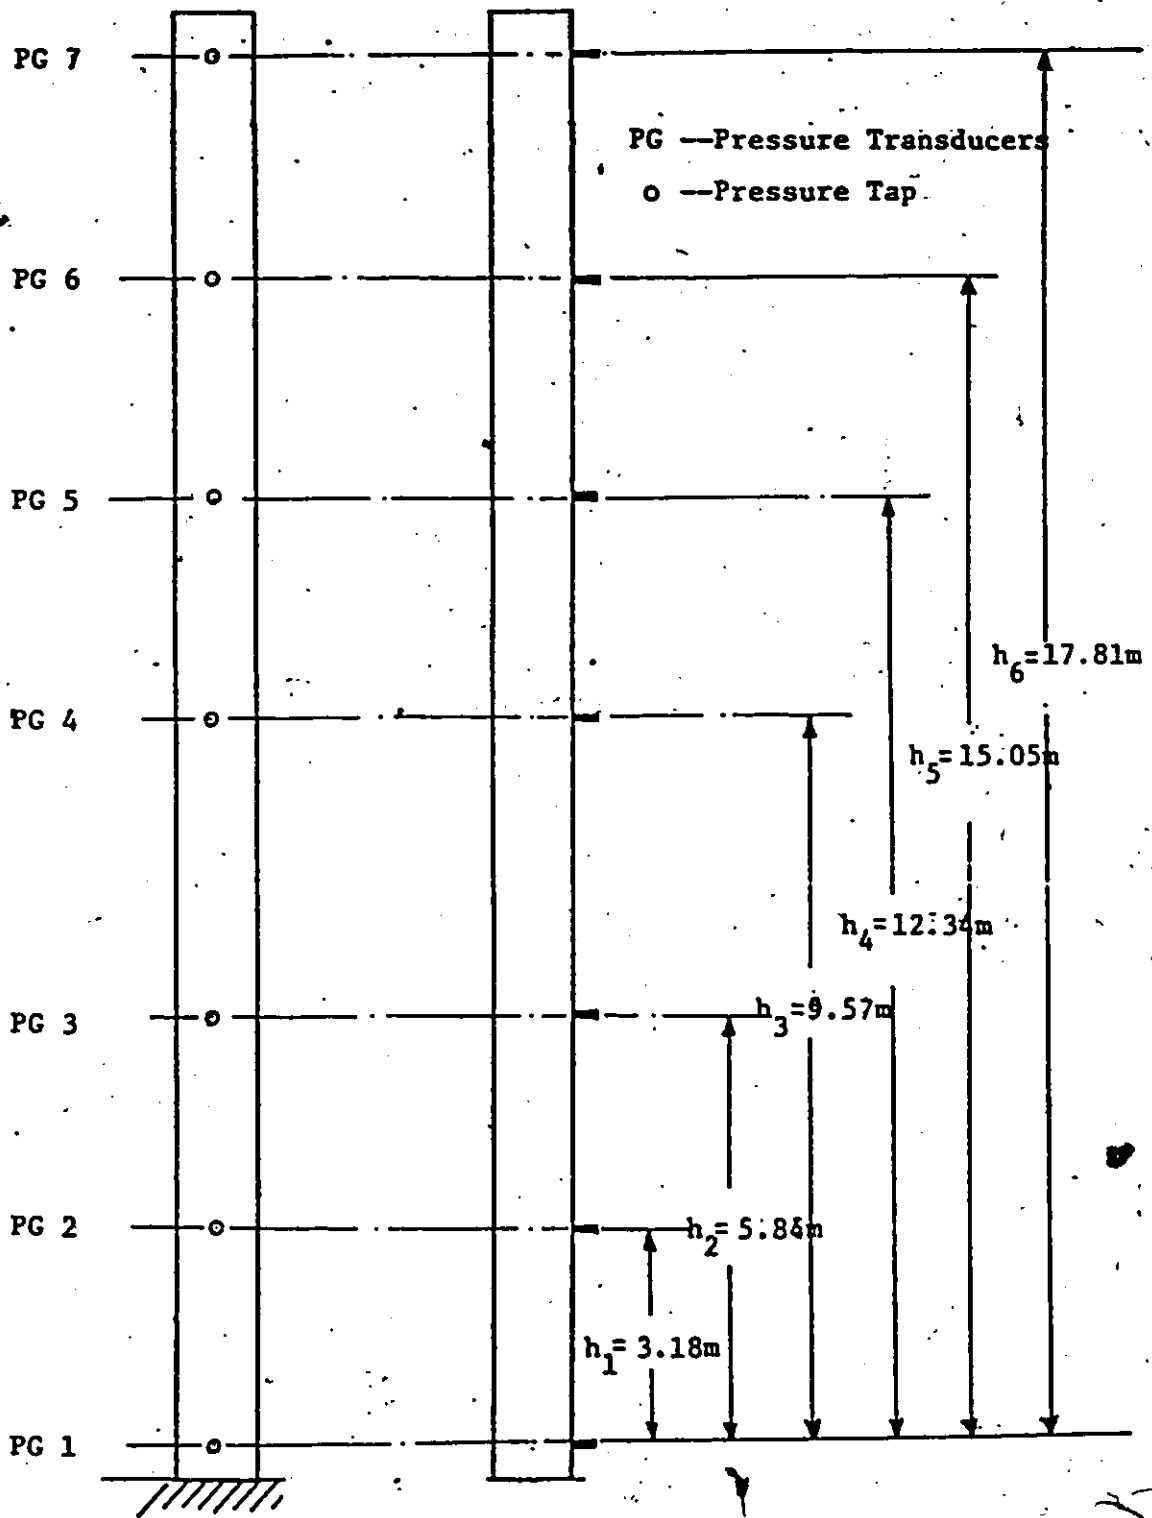 PG 7
PG —Pressure Transducers
o —Pressure Tap
PG 6
PG 5
h6=17.81m
PG 4
h5=15.05m
h4=12.34m
h3=9.57m
PG 3
PG 2
h2=5.84m
h1=3.18m
PG 1